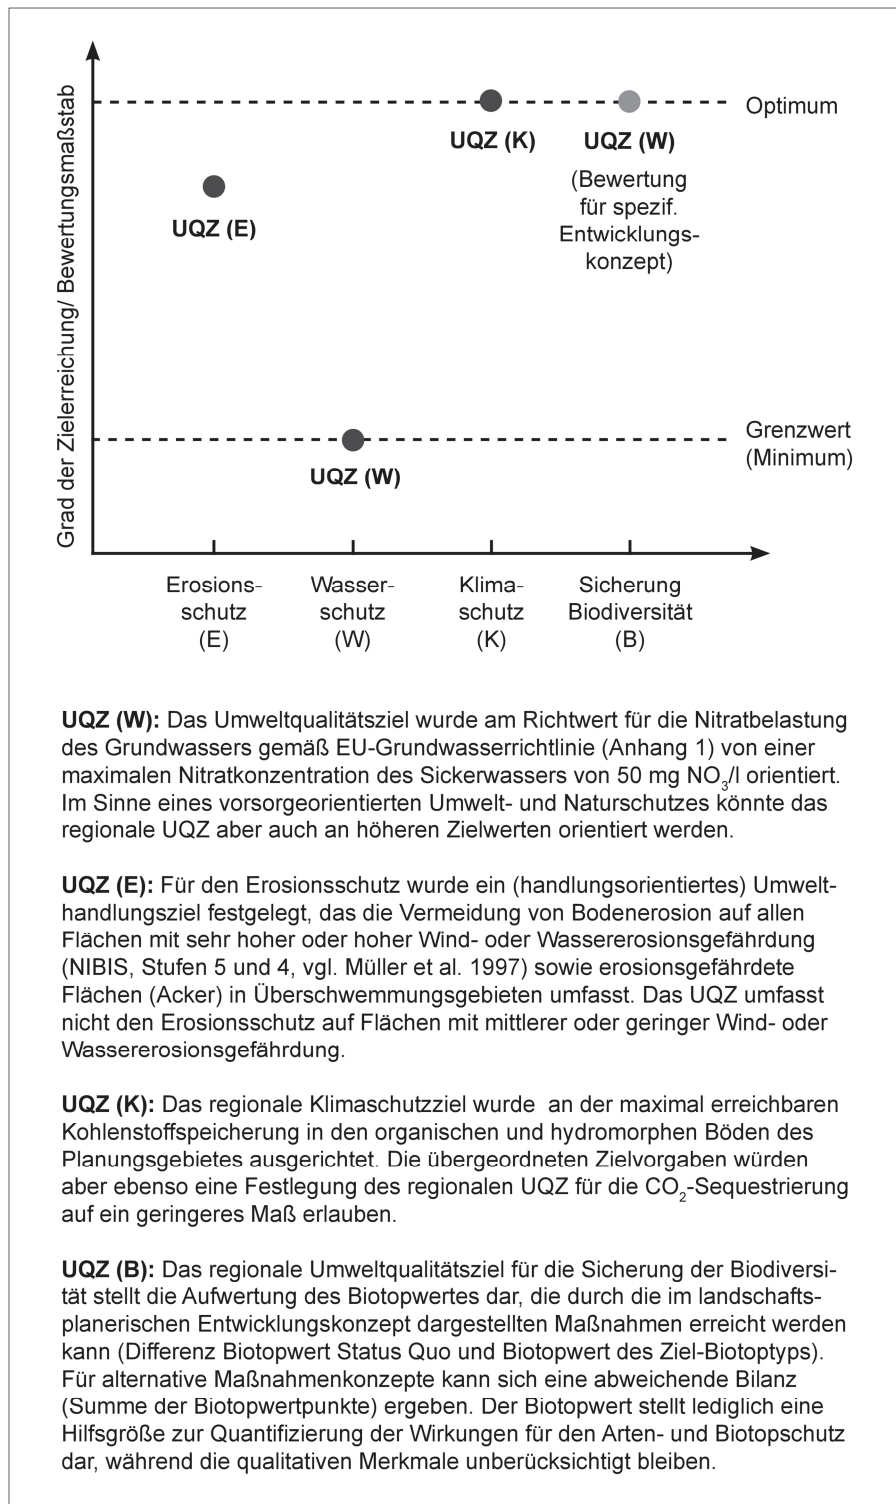 Grad der Zielerreichung/ Bewertungsmaßstab
Optimum
UQZ (K)
UQZ (W)
(Bewertung
für spezif.
Entwicklungs-
konzept)
UQZ (E)
Grenzwert
(Minimum)
UQZ (W)
Erosions-
schutz
(E)
Wasser-
schutz
(W)
Klima-
schutz
(K)
Sicherung
Biodiversität
(B)
UQZ (W): Das Umweltqualitätsziel wurde am Richtwert für die Nitratbelastung
des Grundwassers gemäß EU-Grundwasserrichtlinie (Anhang 1) von einer
maximalen Nitratkonzentration des Sickerwassers von 50 mg NO₃/l orientiert.
Im Sinne eines vorsorgeorientierten Umwelt- und Naturschutzes könnte das
regionale UQZ aber auch an höheren Zielwerten orientiert werden.
UQZ (E): Für den Erosionsschutz wurde ein (handlungsorientiertes) Umwelt-
handlungsziel festgelegt, das die Vermeidung von Bodenerosion auf allen
Flächen mit sehr hoher oder hoher Wind- oder Wassererosionsgefährdung
(NIBIS, Stufen 5 und 4, vgl. Müller et al. 1997) sowie erosionsgefährdete
Flächen (Acker) in Überschwemmungsgebieten umfasst. Das UQZ umfasst
nicht den Erosionsschutz auf Flächen mit mittlerer oder geringer Wind- oder
Wassererosionsgefährdung.
UQZ (K): Das regionale Klimaschutzziel wurde an der maximal erreichbaren
Kohlenstoffspeicherung in den organischen und hydromorphen Böden des
Planungsgebietes ausgerichtet. Die übergeordneten Zielvorgaben würden
aber ebenso eine Festlegung des regionalen UQZ für die CO₂-Sequestrierung
auf ein geringeres Maß erlauben.
UQZ (B): Das regionale Umweltqualitätsziel für die Sicherung der Biodiversi-
tät stellt die Aufwertung des Biotopwertes dar, die durch die im landschafts-
planerischen Entwicklungskonzept dargestellten Maßnahmen erreicht werden
kann (Differenz Biotopwert Status Quo und Biotopwert des Ziel-Biotoptyps).
Für alternative Maßnahmenkonzepte kann sich eine abweichende Bilanz
(Summe der Biotopwertpunkte) ergeben. Der Biotopwert stellt lediglich eine
Hilfsgröße zur Quantifizierung der Wirkungen für den Arten- und Biotopschutz
dar, während die qualitativen Merkmale unberücksichtigt bleiben.